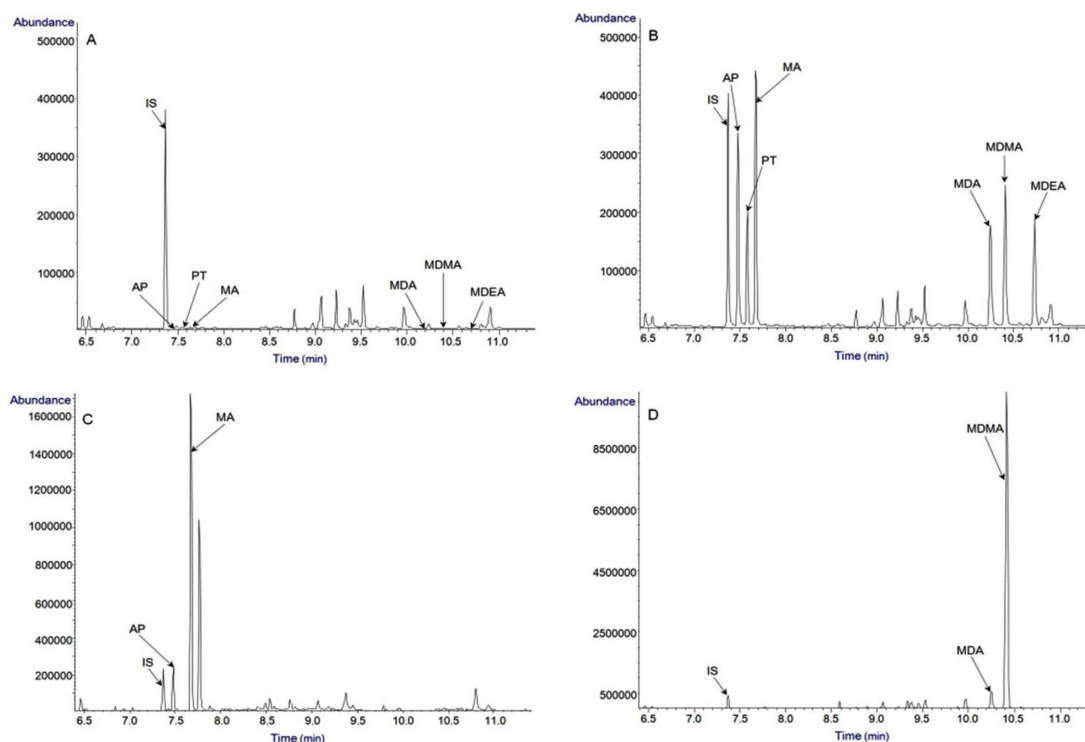 Abundance
A
500000
400000
300000
200000
100000
IS
AP
PT
MA
MDA
MDMA
MDEA
6.5 7.0 7.5 8.0 8.5 9.0 9.5 10.0 10.5 11.0
Time (min)
Abundance
B
500000
400000
300000
200000
100000
IS
AP
MA
PT
MDA
MDMA
MDEA
6.5 7.0 7.5 8.0 8.5 9.0 9.5 10.0 10.5 11.0
Time (min)
Abundance
C
1600000
1400000
1200000
1000000
800000
600000
400000
200000
MA
AP
IS
6.5 7.0 7.5 8.0 8.5 9.0 9.5 10.0 10.5 11.0
Time (min)
Abundance
D
8500000
6500000
4500000
2500000
500000
MDMA
MDA
IS
6.5 7.0 7.5 8.0 8.5 9.0 9.5 10.0 10.5 11.0
Time (min)